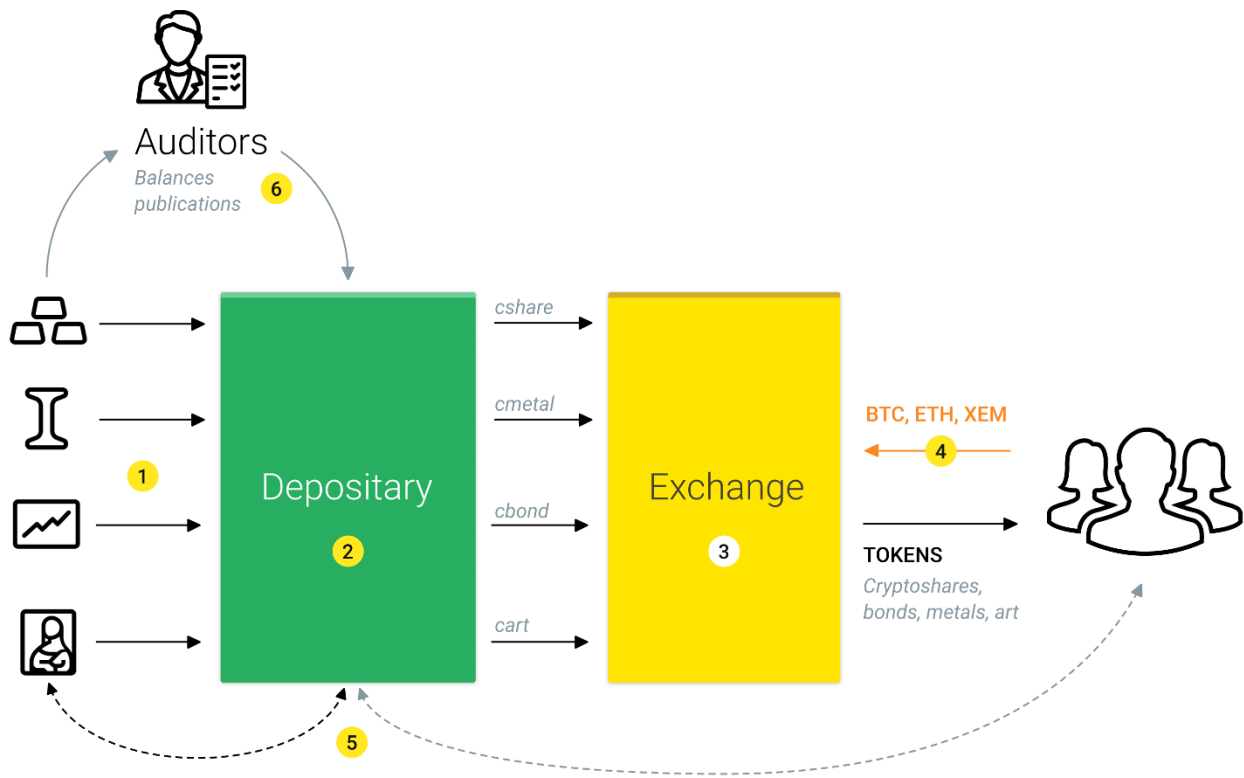 Auditors
Balances
publications
6
cshare
cmetal
1
BTC, ETH, XEM
4
Depositary
Exchange
cbond
2
3
TOKENS
Cryptoshares,
bonds, metals, art
cart
5